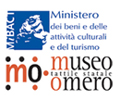 Ministero
dei beni e delle
attività culturali
e del turismo
MiBACT
museo
tattile statale
omero